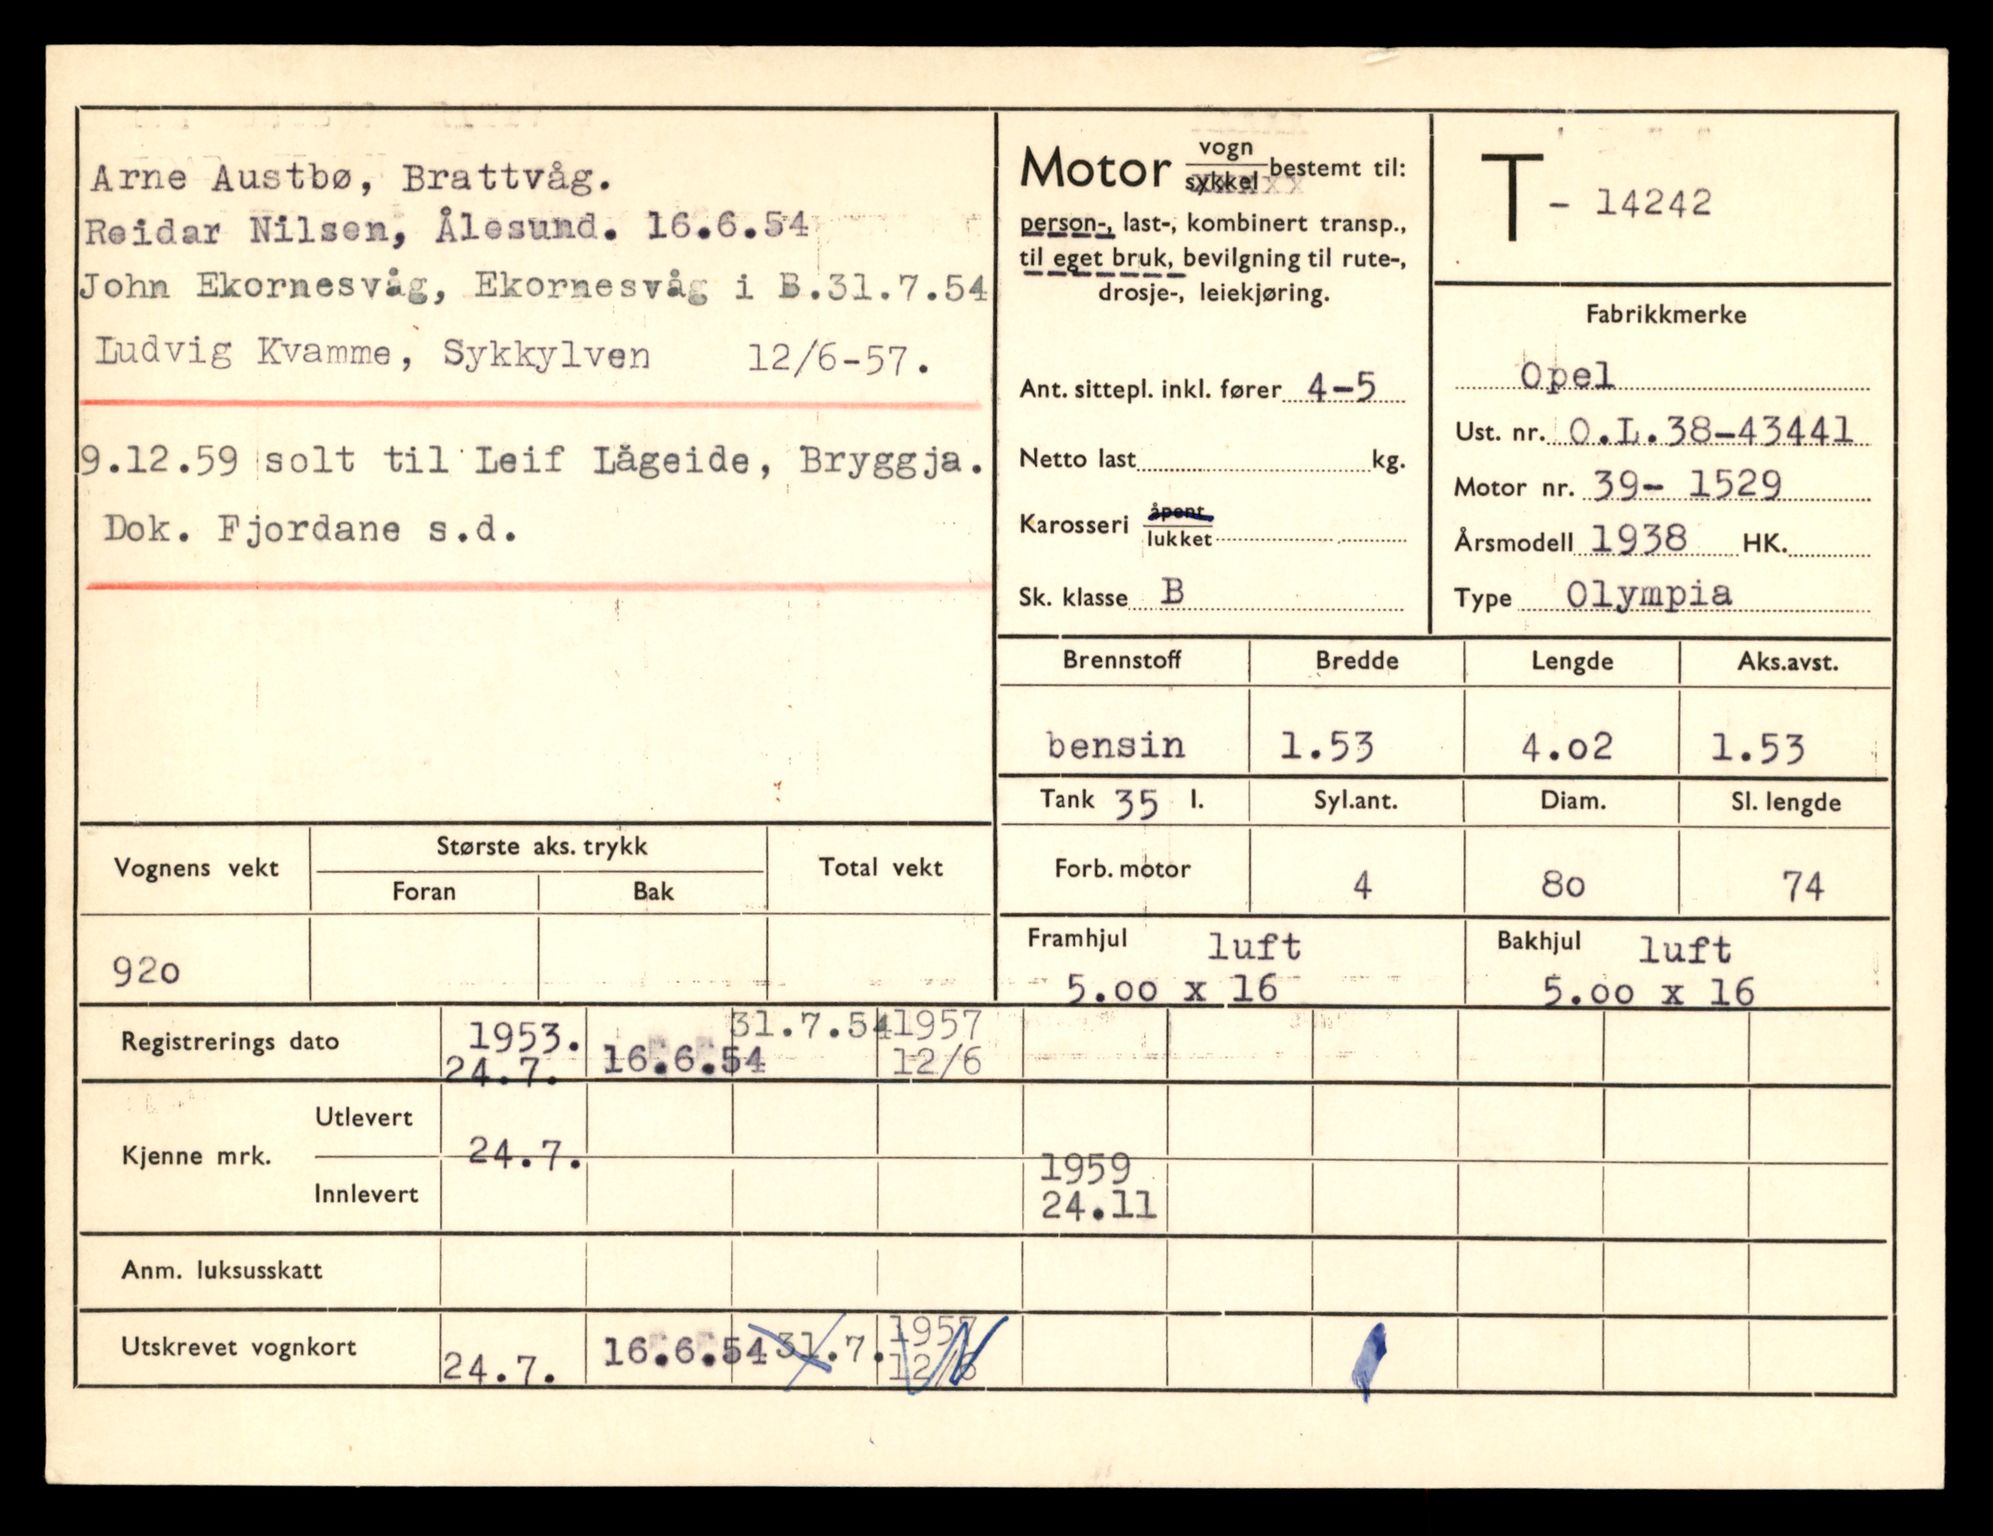 Arne Austbø, Brattvåg.
Reidar Nilsen, Ålesund. 16.6.54
John Ekornesvåg, Ekornesvåg i B.31.7.54
Ludvig Kvamme, Sykkylven 12/6-57.
9.12.59 solt til Leif Lågeide, Bryggja.
Dok. Fjordane s.d.
Motor vogn
sykkel bestemt til:
person-, last-, kombinert transp.,
til eget bruk, bevilgning til rute-,
drosje-, leiekjøring.
Ant. sittepl. inkl. fører 4-5
Netto last kg.
Karosseri åpent
lukket
Sk. klasse B
T - 14242
Fabrikkmerke
Opel
Ust. nr. O.L.38-43441
Motor nr. 39- 1529
Årsmodell 1938 HK.
Type Olympia
Brennstoff Bredde Lengde Aks.avst.
bensin 1.53 4.o2 1.53
Tank 35 l. Syl.ant. Diam. Sl. lengde
Forb. motor 4 8o 74
Framhjul luft
5.oo x 16
Bakhjul luft
5.oo x 16
Vognens vekt Største aks. trykk Total vekt
Foran Bak
92o
Registrerings dato 1953. 31.7.54 1957
24.7. 16.6.54 12/6
Kjenne mrk. Utlevert 24.7.
Innlevert 1959
24.11
Anm. luksusskatt
Utskrevet vognkort 24.7. 16.6.54 31.7. 1957
12/6